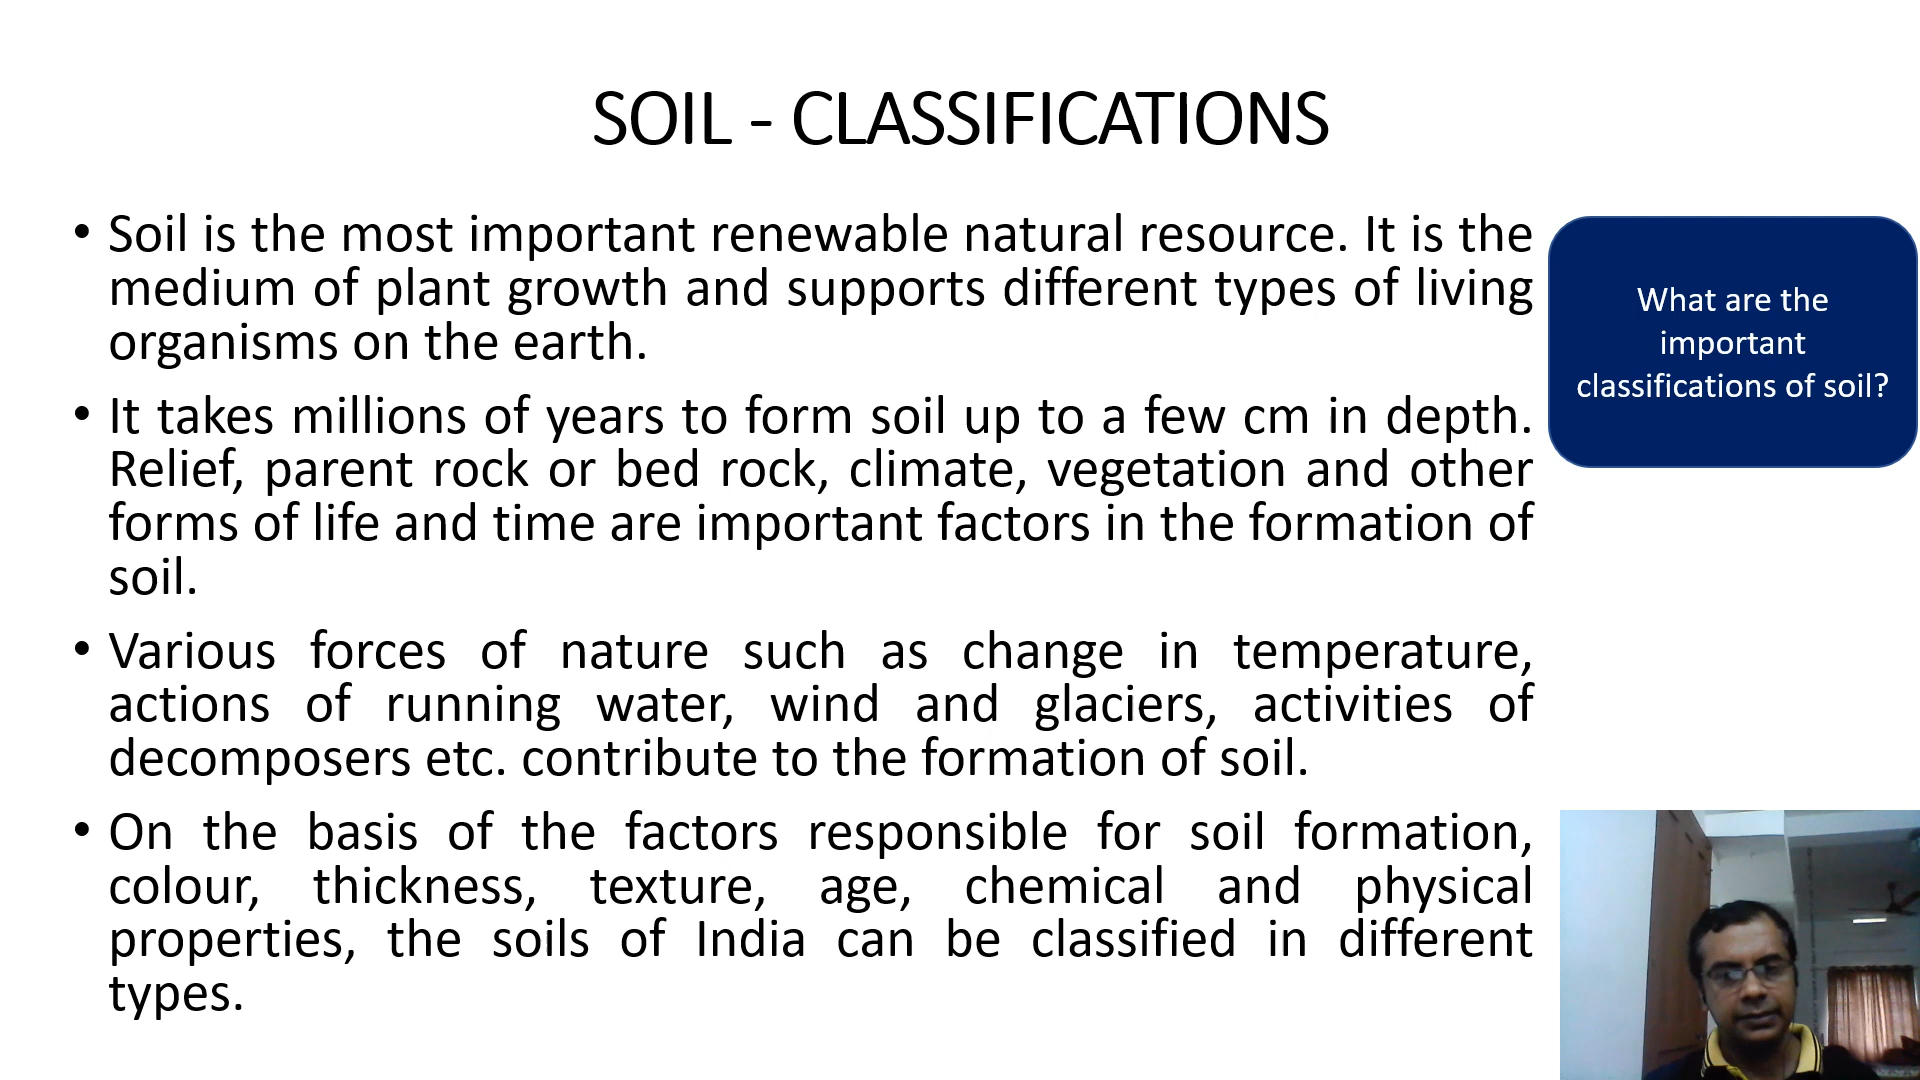 SOIL - CLASSIFICATIONS
• Soil is the most important renewable natural resource. It is the
medium of plant growth and supports different types of living
organisms on the earth.
• It takes millions of years to form soil up to a few cm in depth.
Relief, parent rock or bed rock, climate, vegetation and other
forms of life and time are important factors in the formation of
soil.
• Various forces of nature such as change in temperature,
actions of running water, wind and glaciers, activities of
decomposers etc. contribute to the formation of soil.
• On the basis of the factors responsible for soil formation,
colour, thickness, texture, age, chemical and physical
properties, the soils of India can be classified in different
types.
What are the
important
classifications of soil?